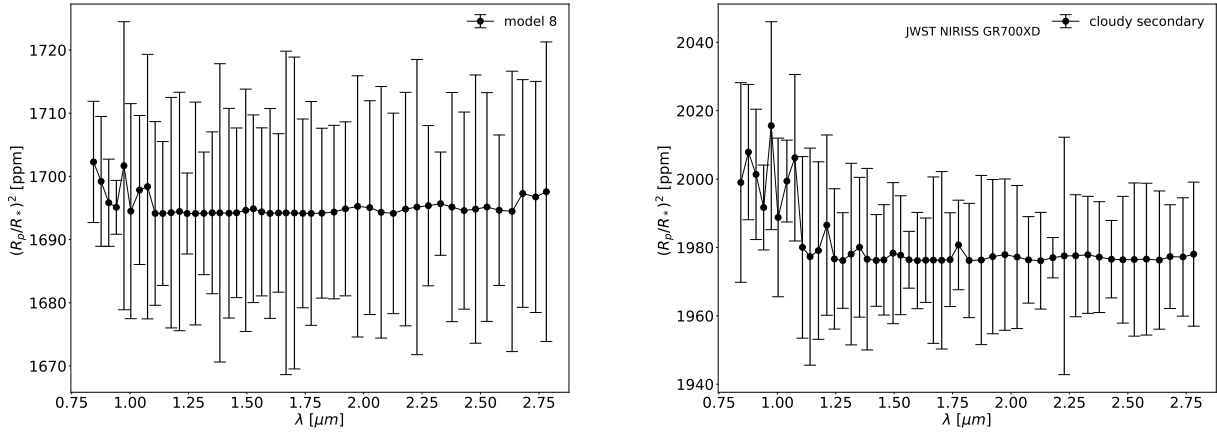 model 8
1720
1710
1700
1690
1680
1670
(R_p/R_*)^2 [ppm]
0.75 1.00 1.25 1.50 1.75 2.00 2.25 2.50 2.75
λ [μm]
JWST NIRISS GR700XD
cloudy secondary
2040
2020
2000
1980
1960
1940
(R_p/R_*)^2 [ppm]
0.75 1.00 1.25 1.50 1.75 2.00 2.25 2.50 2.75
λ [μm]